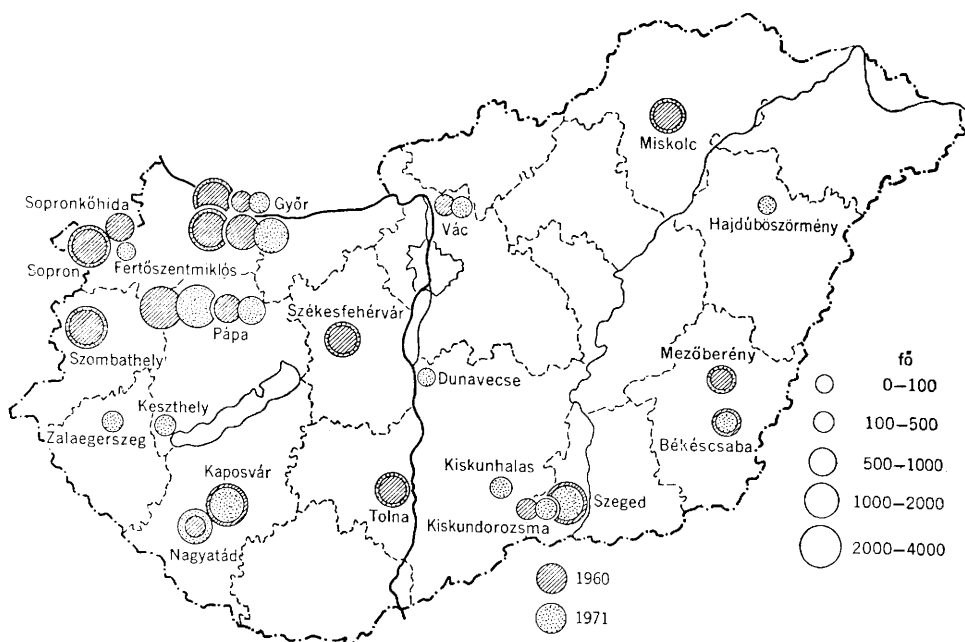 Miskolc
Sopronkőhida
Győr
Vác
Hajdúböszörmény
Sopron
Fertőszentmiklós
Székesfehérvár
Pápa
Szombathely
Mezőberény
fő
Dunavecse
0–100
Keszthely
Zalaegerszeg
100–500
Békéscsaba
Kaposvár
Kiskunhalas
500–1000
Szeged
Tolna
Kiskundorozsma
1000–2000
Nagyatád
2000–4000
1960
1971